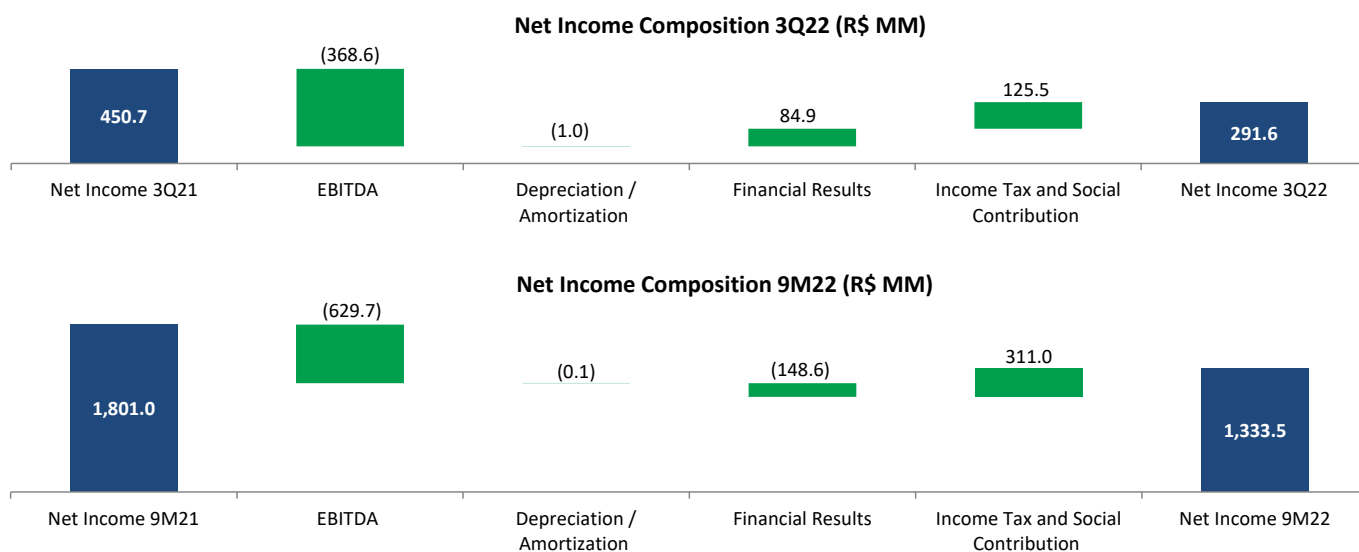 Net Income Composition 3Q22 (R$ MM)
(368.6)
125.5
84.9
450.7
(1.0)
291.6
Net Income 3Q21
EBITDA
Depreciation /
Amortization
Financial Results
Income Tax and Social
Contribution
Net Income 3Q22
Net Income Composition 9M22 (R$ MM)
(629.7)
311.0
(0.1)
(148.6)
1,801.0
1,333.5
Net Income 9M21
EBITDA
Depreciation /
Amortization
Financial Results
Income Tax and Social
Contribution
Net Income 9M22